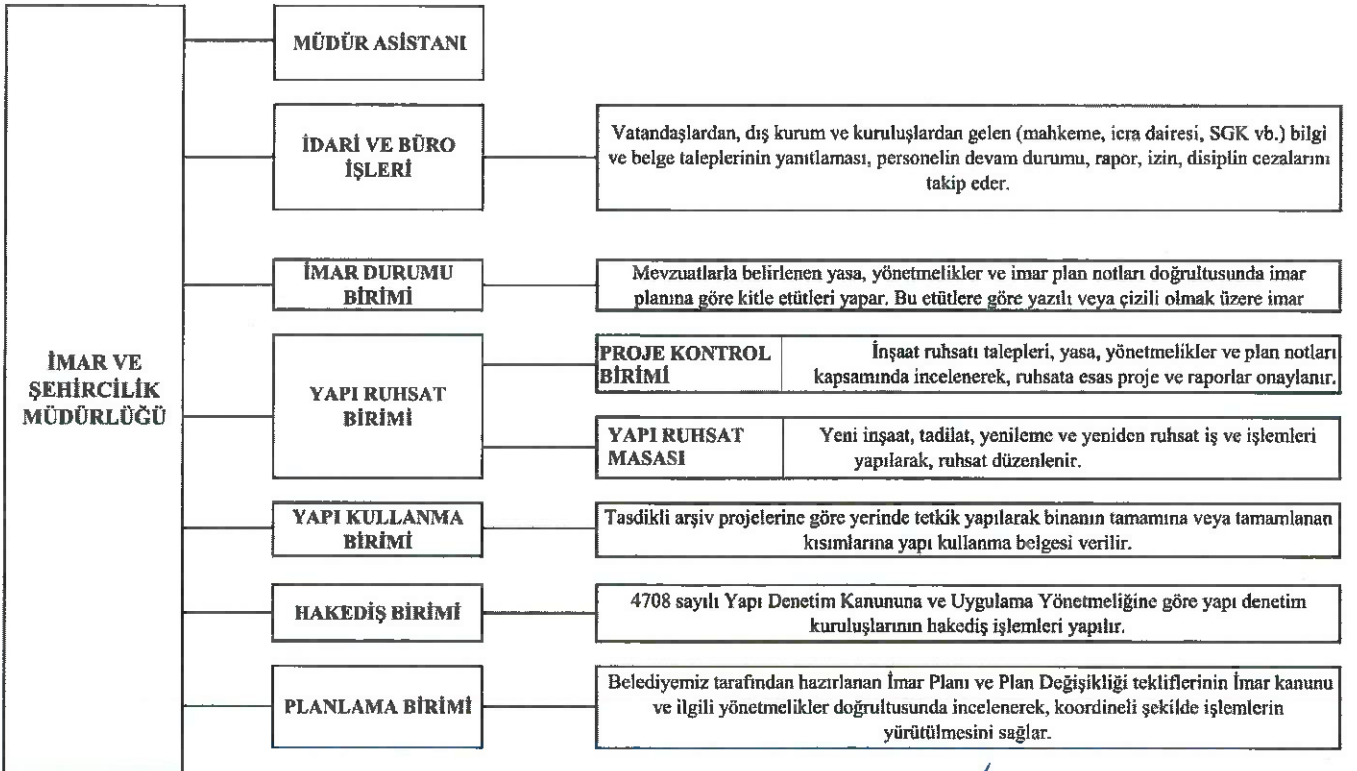 MÜDÜR ASİSTANI
İDARİ VE BÜRO
İŞLERİ
Vatandaşlardan, dış kurum ve kuruluşlardan gelen (mahkeme, icra dairesi, SGK vb.) bilgi
ve belge taleplerinin yanıtlaması, personelin devam durumu, rapor, izin, disiplin cezalarını
takip eder.
İMAR DURUMU
BİRİMİ
Mevzuatlarla belirlenen yasa, yönetmelikler ve imar plan notları doğrultusunda imar
planına göre kitle etütleri yapar. Bu etütlere göre yazılı veya çizili olmak üzere imar
İMAR VE
ŞEHİRCİLİK
MÜDÜRLÜĞÜ
YAPI RUHSAT
BİRİMİ
PROJE KONTROL
BİRİMİ
İnşaat ruhsatı talepleri, yasa, yönetmelikler ve plan notları
kapsamında incelenerek, ruhsata esas proje ve raporlar onaylanır.
YAPI RUHSAT
MASASI
Yeni inşaat, tadilat, yenileme ve yeniden ruhsat iş ve işlemleri
yapılarak, ruhsat düzenlenir.
YAPI KULLANMA
BİRİMİ
Tasdikli arşiv projelerine göre yerinde tetkik yapılarak binanın tamamına veya tamamlanan
kısımlarına yapı kullanma belgesi verilir.
HAKEDİŞ BİRİMİ
4708 sayılı Yapı Denetim Kanununa ve Uygulama Yönetmeliğine göre yapı denetim
kuruluşlarının hakediş işlemleri yapılır.
PLANLAMA BİRİMİ
Belediyemiz tarafından hazırlanan İmar Planı ve Plan Değişikliği tekliflerinin İmar kanunu
ve ilgili yönetmelikler doğrultusunda incelenerek, koordineli şekilde işlemlerin
yürütülmesini sağlar.